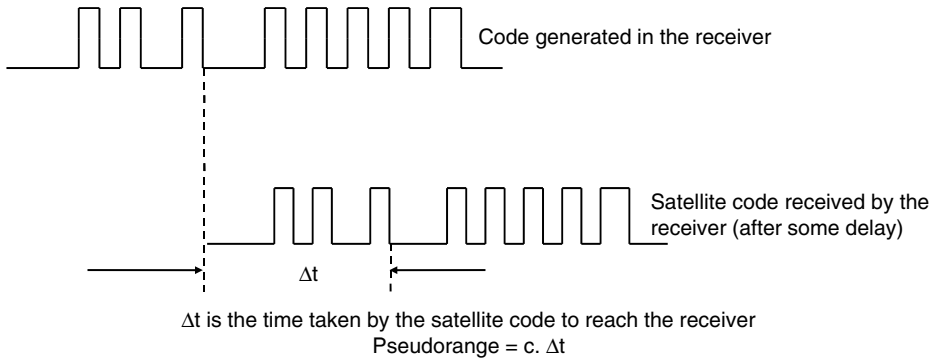 Code generated in the receiver
Satellite code received by the
receiver (after some delay)
Δt
Δt is the time taken by the satellite code to reach the receiver
Pseudorange = c. Δt